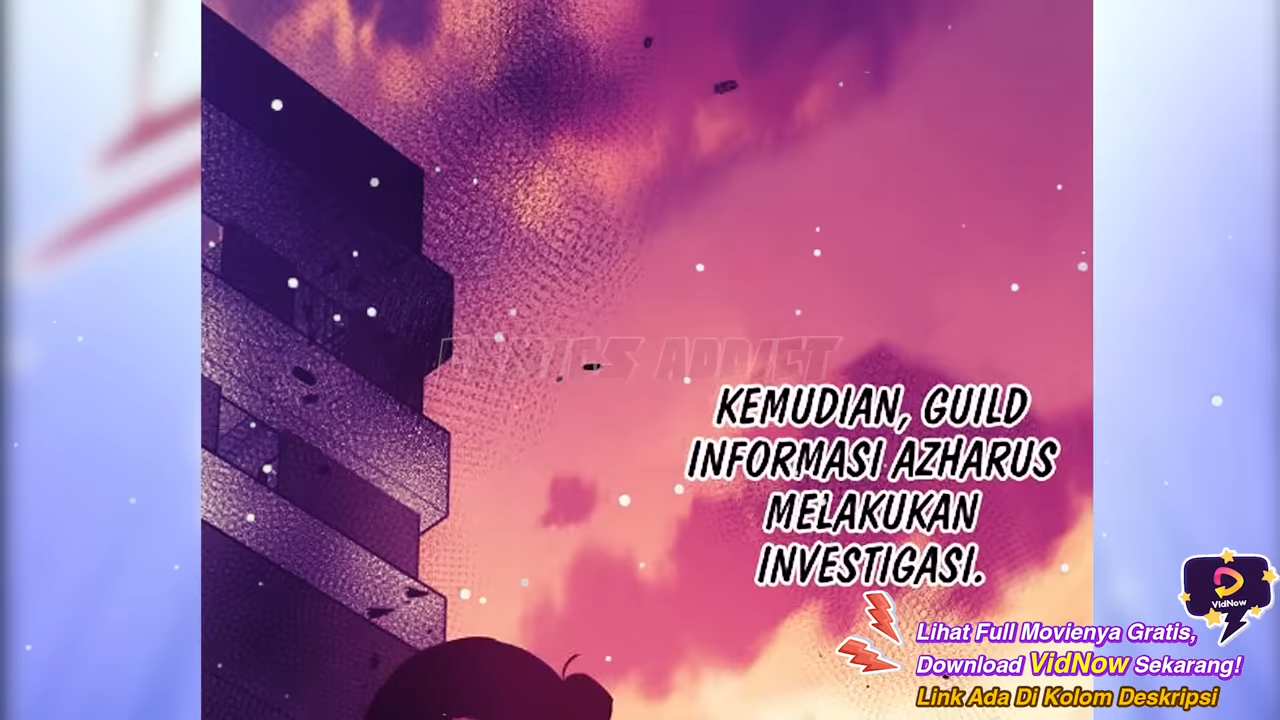 KEMUDIAN, GUILD
INFORMASI AZHARUS
MELAKUKAN
INVESTIGASI.
VidNow
Lihat Full Movienya Gratis,
Download VidNow Sekarang!
Link Ada Di Kolom Deskripsi